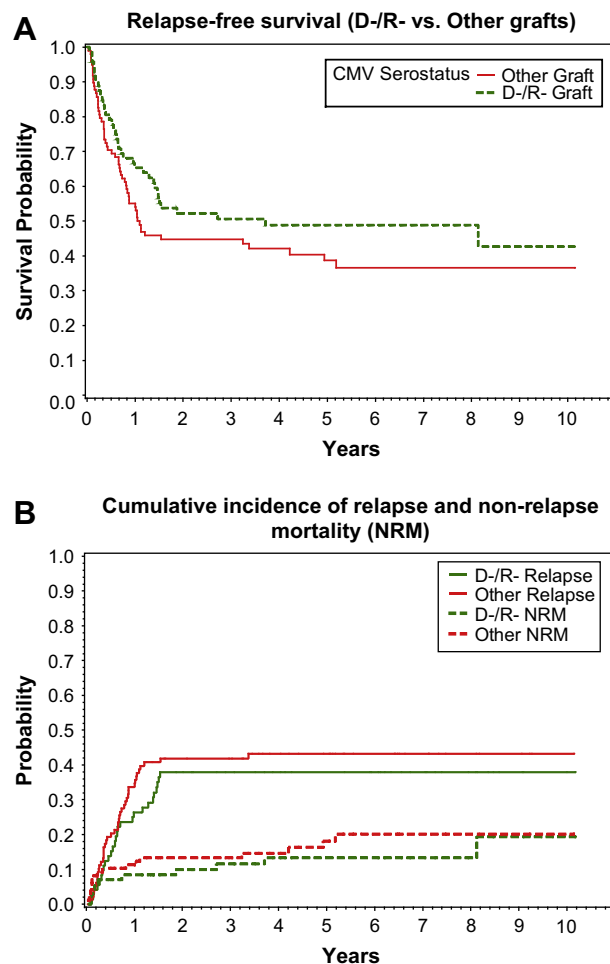 A
Relapse-free survival (D-/R- vs. Other grafts)
CMV Serostatus
Other Graft
D-/R- Graft
Survival Probability
1.0
0.9
0.8
0.7
0.6
0.5
0.4
0.3
0.2
0.1
0.0
0 1 2 3 4 5 6 7 8 9 10
Years
B
Cumulative incidence of relapse and non-relapse
mortality (NRM)
D-/R- Relapse
Other Relapse
D-/R- NRM
Other NRM
Probability
1.0
0.9
0.8
0.7
0.6
0.5
0.4
0.3
0.2
0.1
0.0
0 1 2 3 4 5 6 7 8 9 10
Years